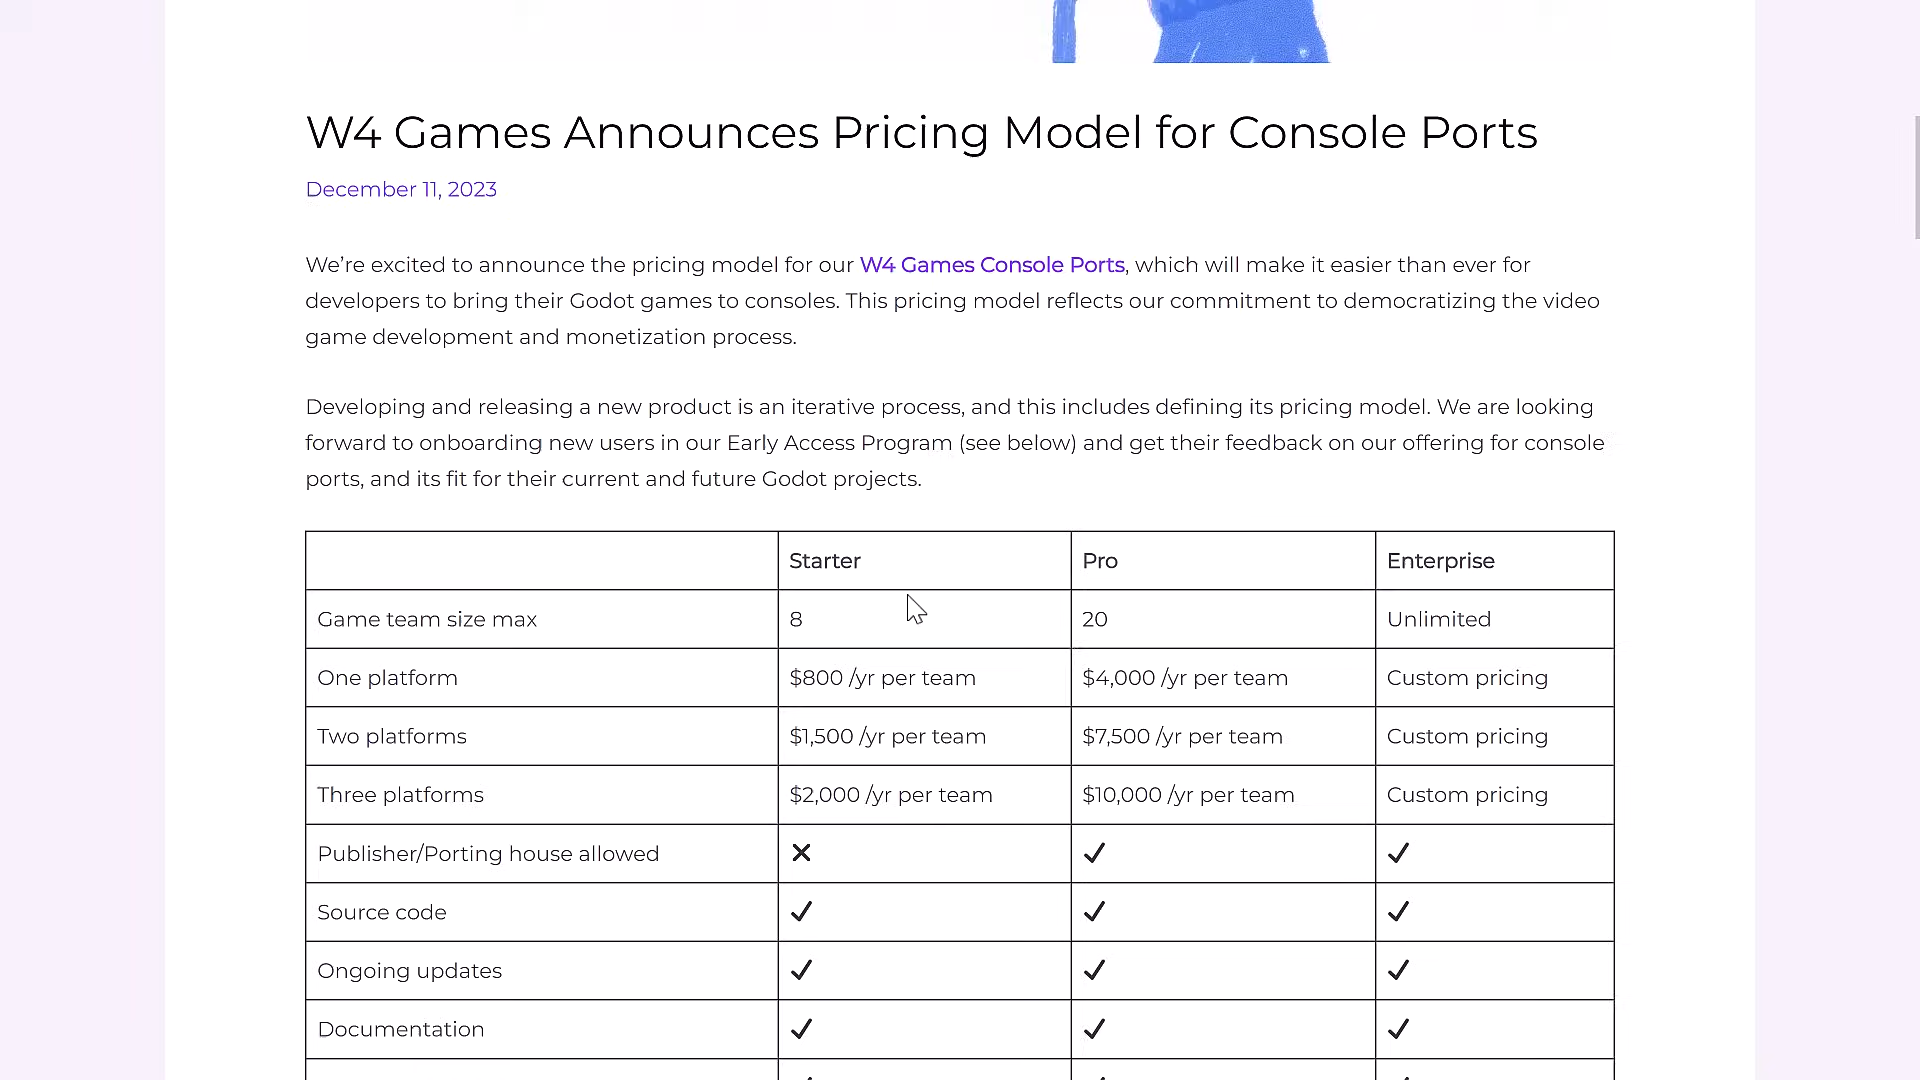 W4 Games Announces Pricing Model for Console Ports
December 11, 2023
We’re excited to announce the pricing model for our W4 Games Console Ports, which will make it easier than ever for
developers to bring their Godot games to consoles. This pricing model reflects our commitment to democratizing the video
game development and monetization process.
Developing and releasing a new product is an iterative process, and this includes defining its pricing model. We are looking
forward to onboarding new users in our Early Access Program (see below) and get their feedback on our offering for console
ports, and its fit for their current and future Godot projects.
Starter Pro Enterprise
Game team size max 8 20 Unlimited
One platform $800 /yr per team $4,000 /yr per team Custom pricing
Two platforms $1,500 /yr per team $7,500 /yr per team Custom pricing
Three platforms $2,000 /yr per team $10,000 /yr per team Custom pricing
Publisher/Porting house allowed ✕ ✓ ✓
Source code ✓ ✓ ✓
Ongoing updates ✓ ✓ ✓
Documentation ✓ ✓ ✓